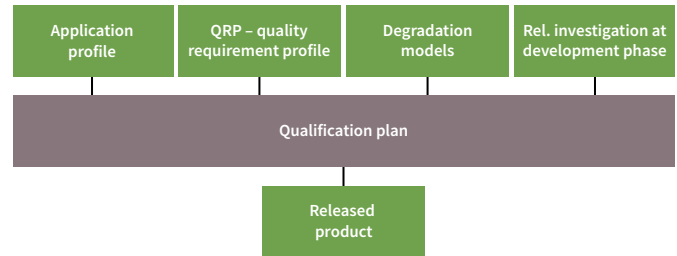 Application
profile
QRP – quality
requirement profile
Degradation
models
Rel. investigation at
development phase
Qualification plan
Released
product